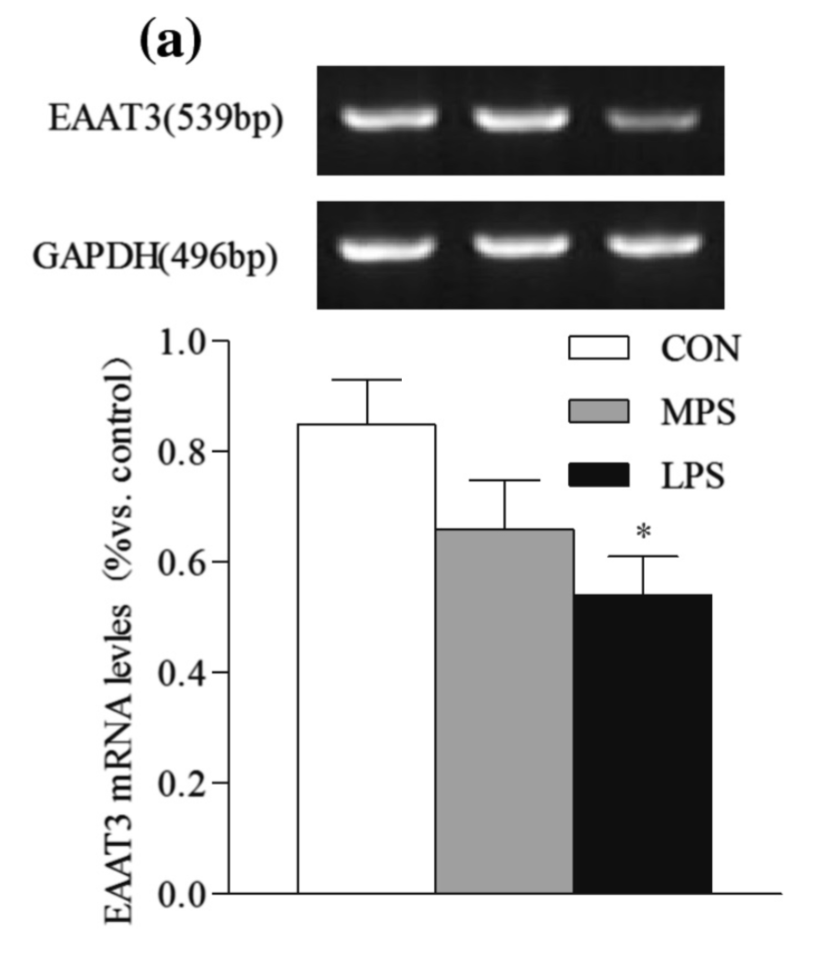 (a)
EAAT3(539bp)
GAPDH(496bp)
EAAT3 mRNA levles (%vs. control)
1.0
0.8
0.6
0.4
0.2
0.0
CON
MPS
LPS
*